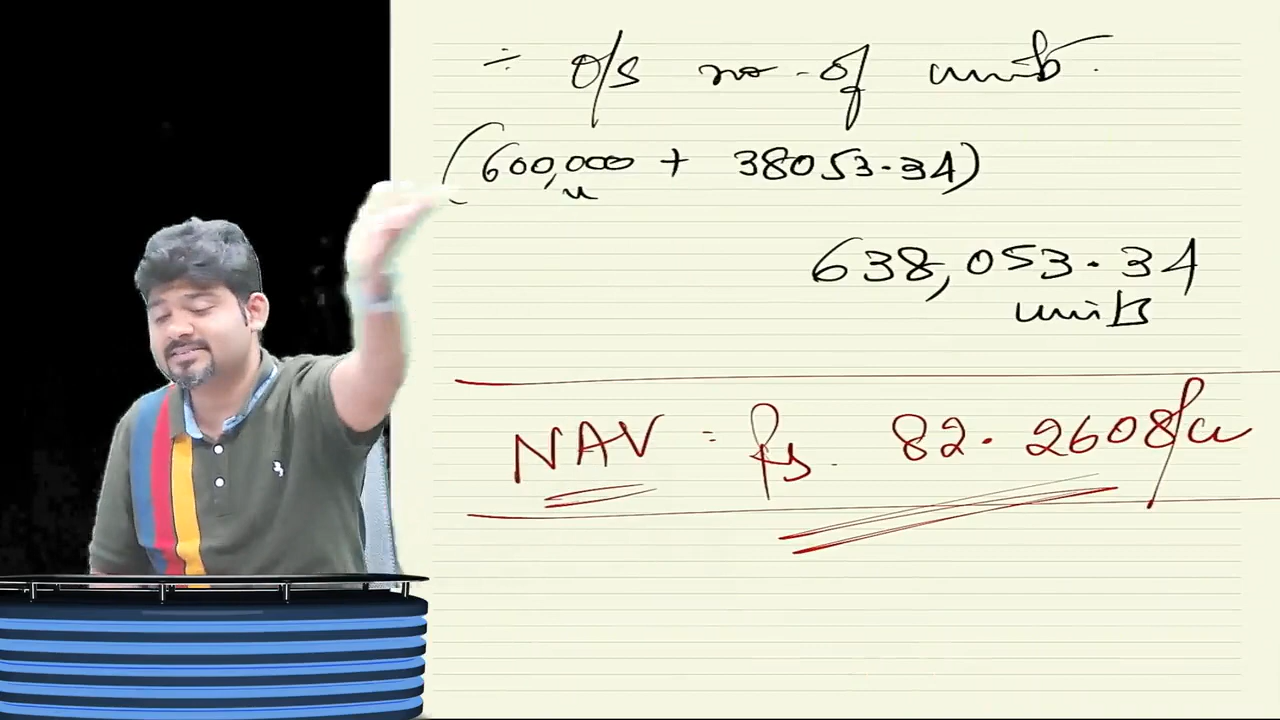 ÷ o/s no. of units.
(600,000 + 38053.34)
u
638,053.34
units
NAV = Rs. 82.2608/u